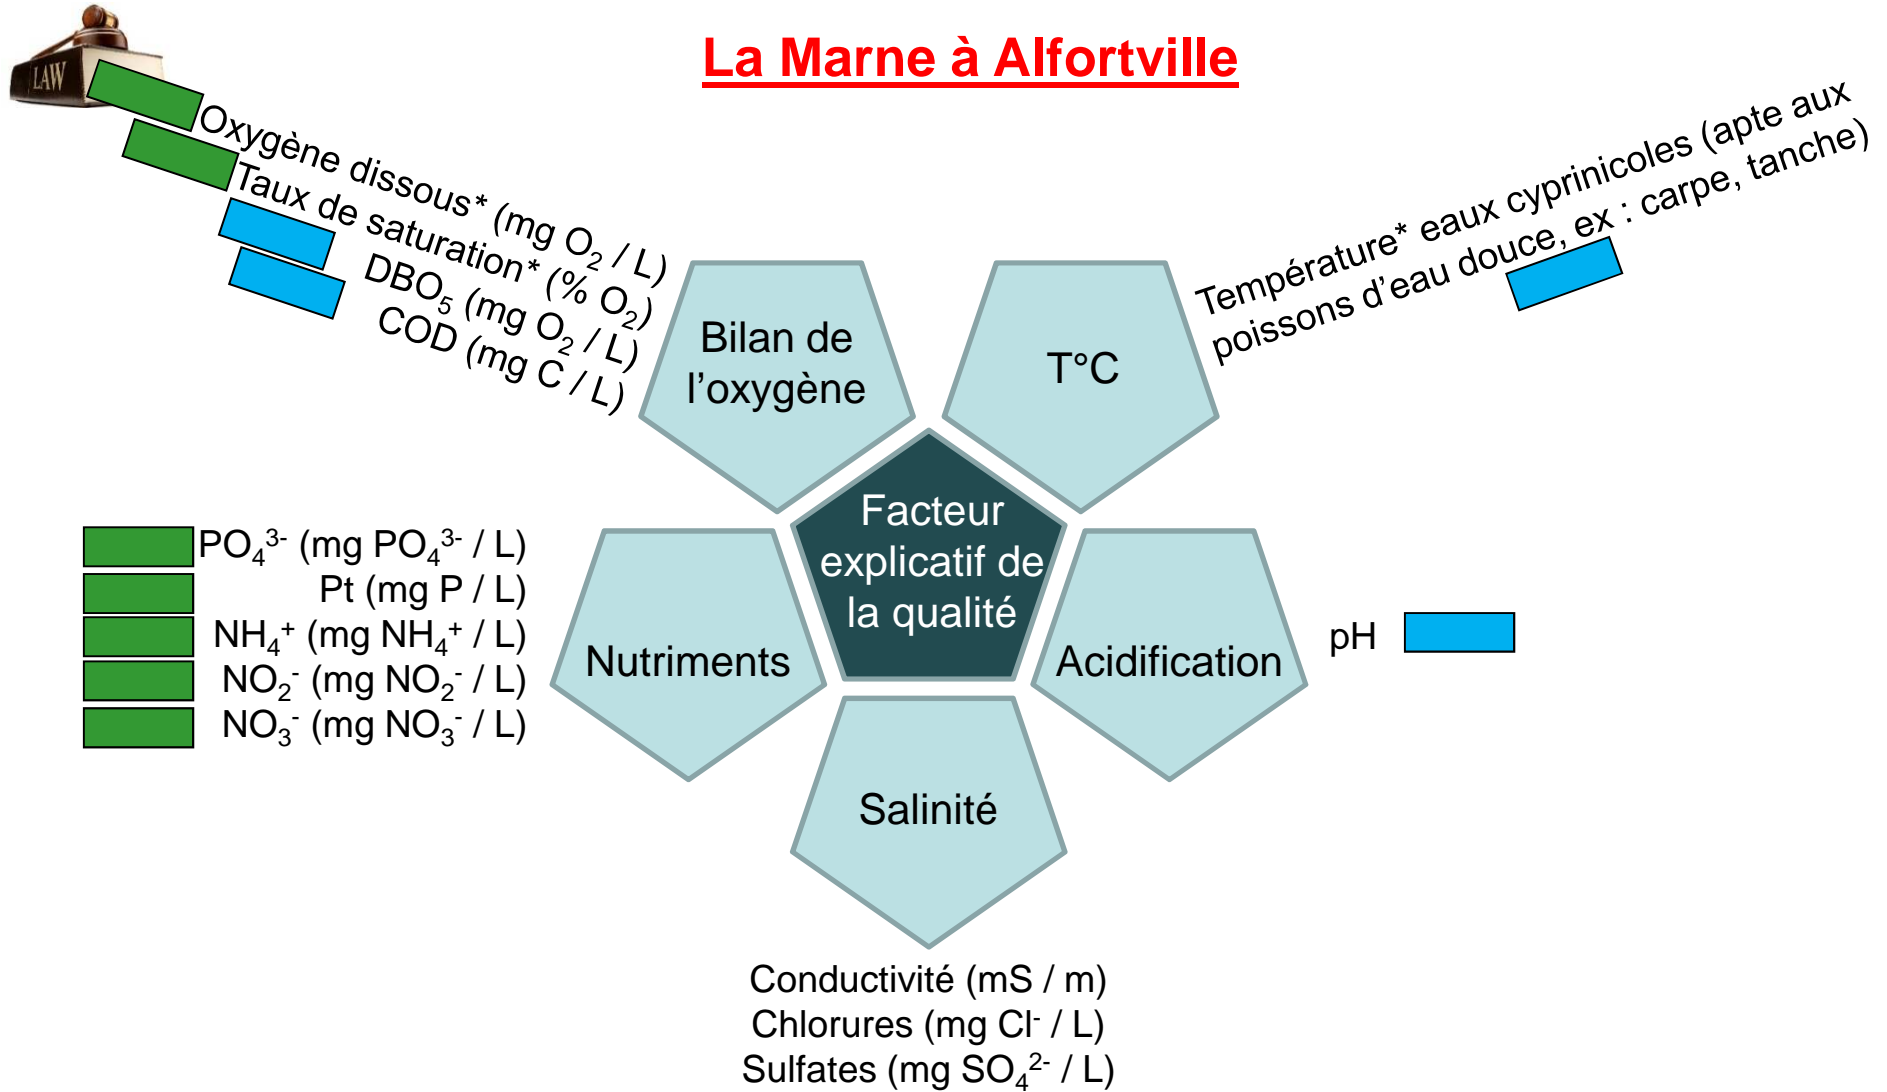 La Marne à Alfortville
LAW
Oxygène dissous* (mg O₂ / L)
Taux de saturation* (% O₂)
DBO₅ (mg O₂ / L)
COD (mg C / L)
Température* eaux cyprinicoles (apte aux
poissons d’eau douce, ex : carpe, tanche)
Bilan de
l’oxygène
T°C
Facteur
explicatif de
la qualité
PO₄³⁻ (mg PO₄³⁻ / L)
Pt (mg P / L)
NH₄⁺ (mg NH₄⁺ / L)
NO₂⁻ (mg NO₂⁻ / L)
NO₃⁻ (mg NO₃⁻ / L)
Nutriments
Acidification
pH
Salinité
Conductivité (mS / m)
Chlorures (mg Cl⁻ / L)
Sulfates (mg SO₄²⁻ / L)